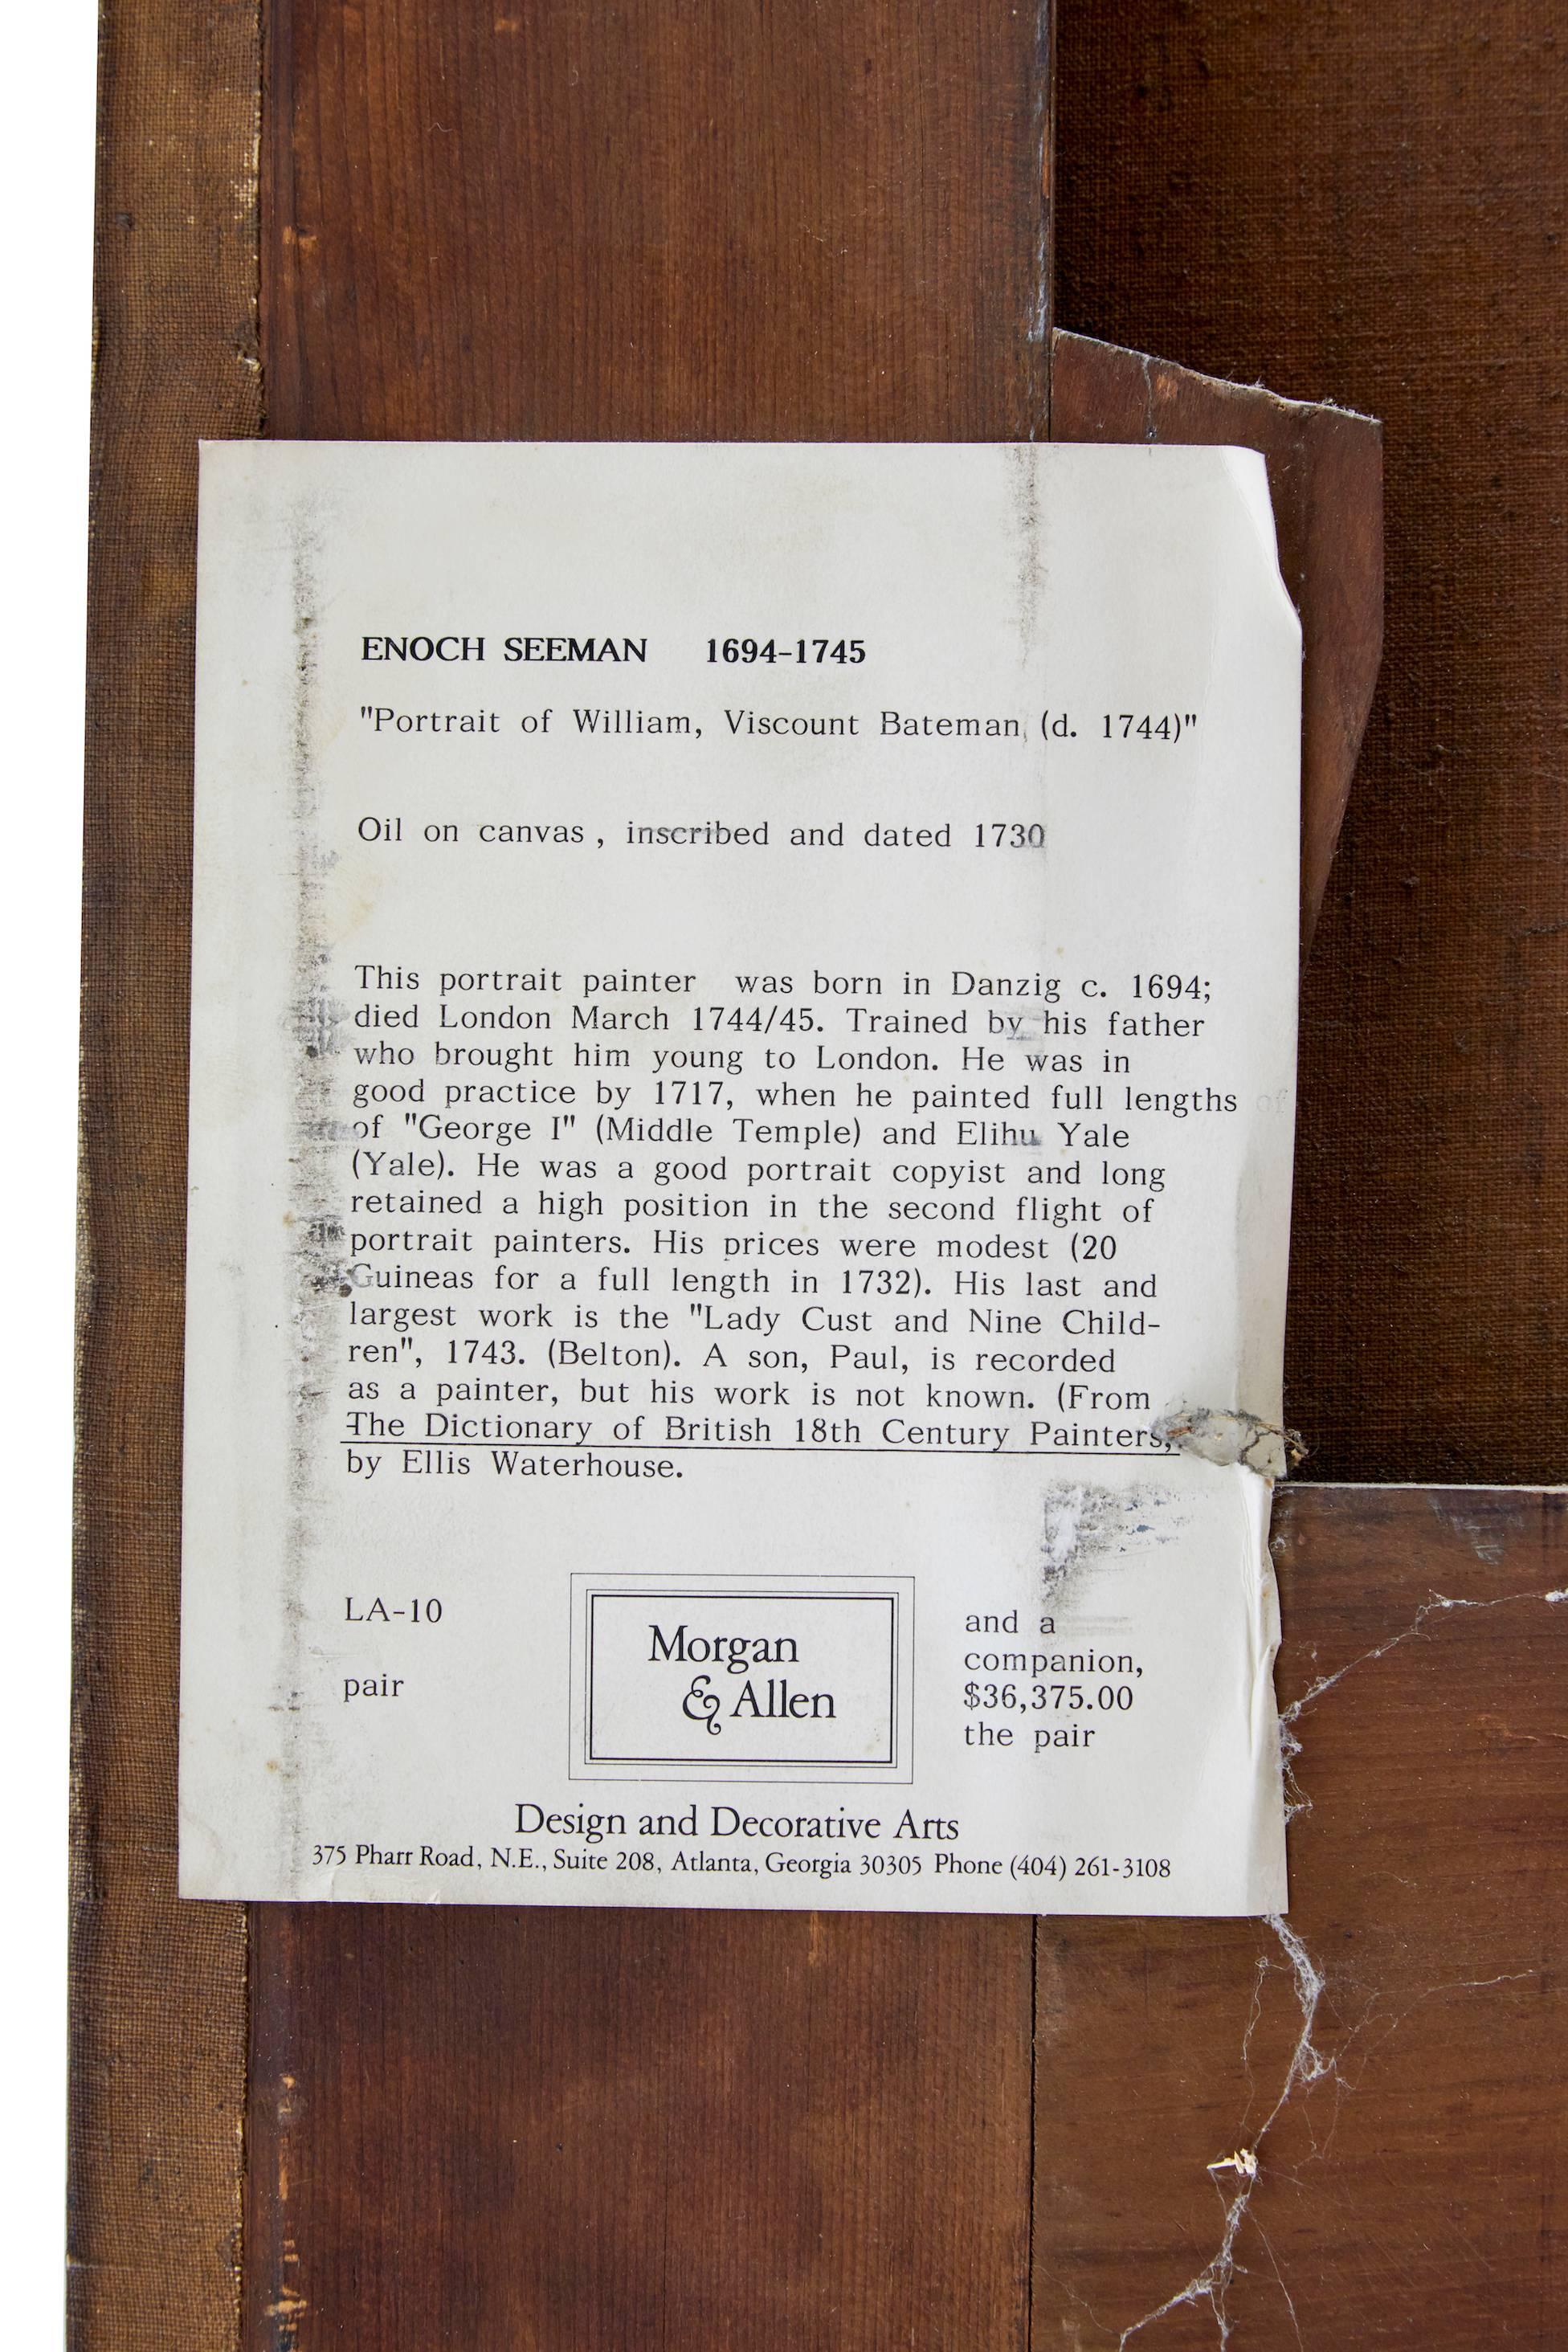 ENOCH SEEMAN 1694-1745
"Portrait of William, Viscount Bateman, (d. 1744)"
Oil on canvas, inscribed and dated 1730
This portrait painter was born in Danzig c. 1694;
died London March 1744/45. Trained by his father
who brought him young to London. He was in
good practice by 1717, when he painted full lengths
of "George I" (Middle Temple) and Elihu Yale
(Yale). He was a good portrait copyist and long
retained a high position in the second flight of
portrait painters. His prices were modest (20
Guineas for a full length in 1732). His last and
largest work is the "Lady Cust and Nine Child-
ren", 1743. (Belton). A son, Paul, is recorded
as a painter, but his work is not known. (From
The Dictionary of British 18th Century Painters,
by Ellis Waterhouse.
LA-10
pair
Morgan
& Allen
and a
companion,
$36,375.00
the pair
Design and Decorative Arts
375 Pharr Road, N.E., Suite 208, Atlanta, Georgia 30305 Phone (404) 261-3108